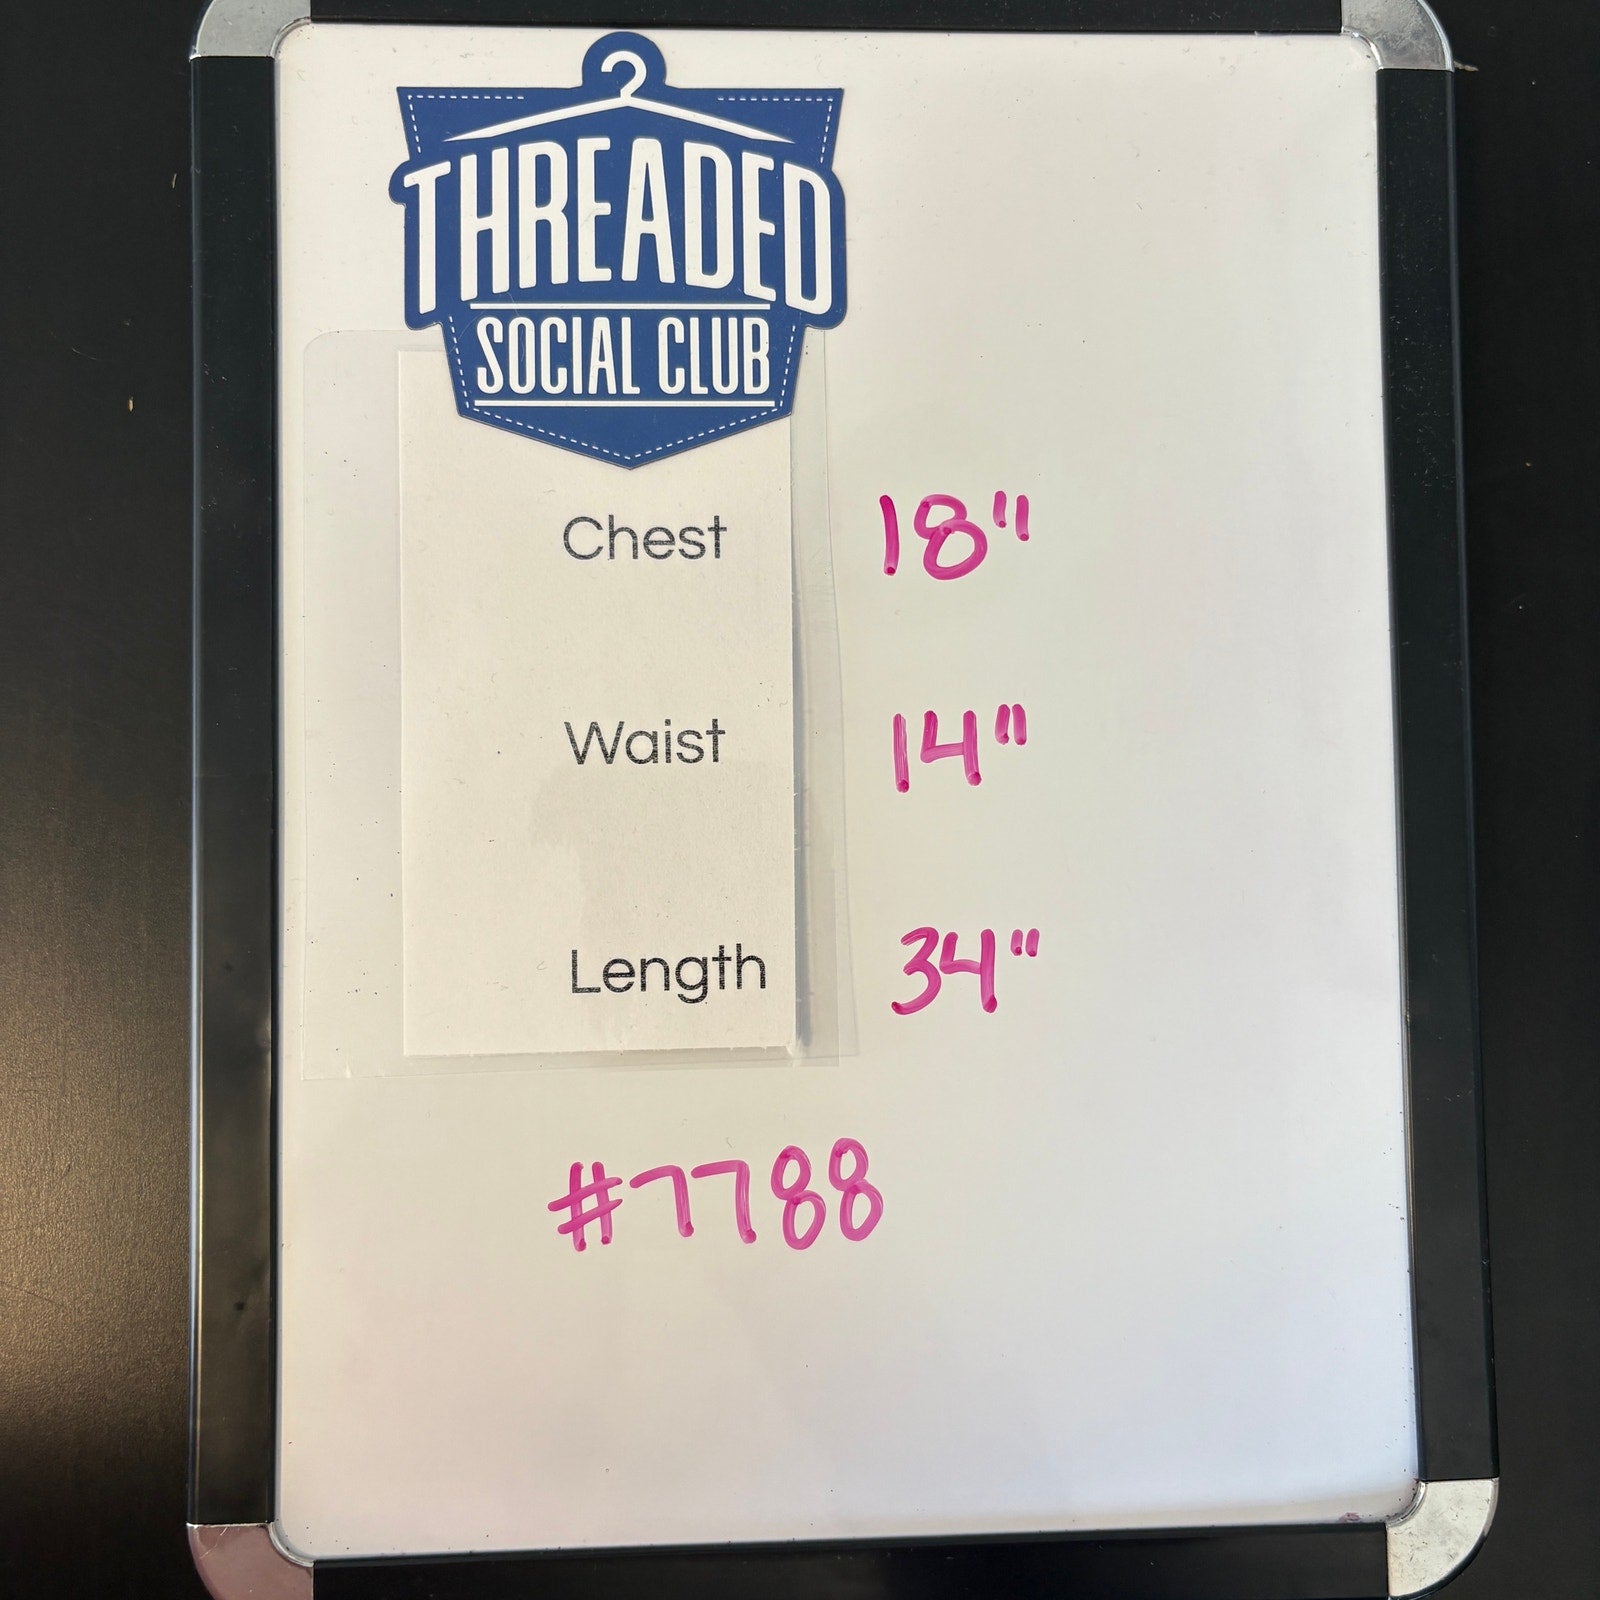 THREADED
SOCIAL CLUB
Chest 18"
Waist 14"
Length 34"
#7788